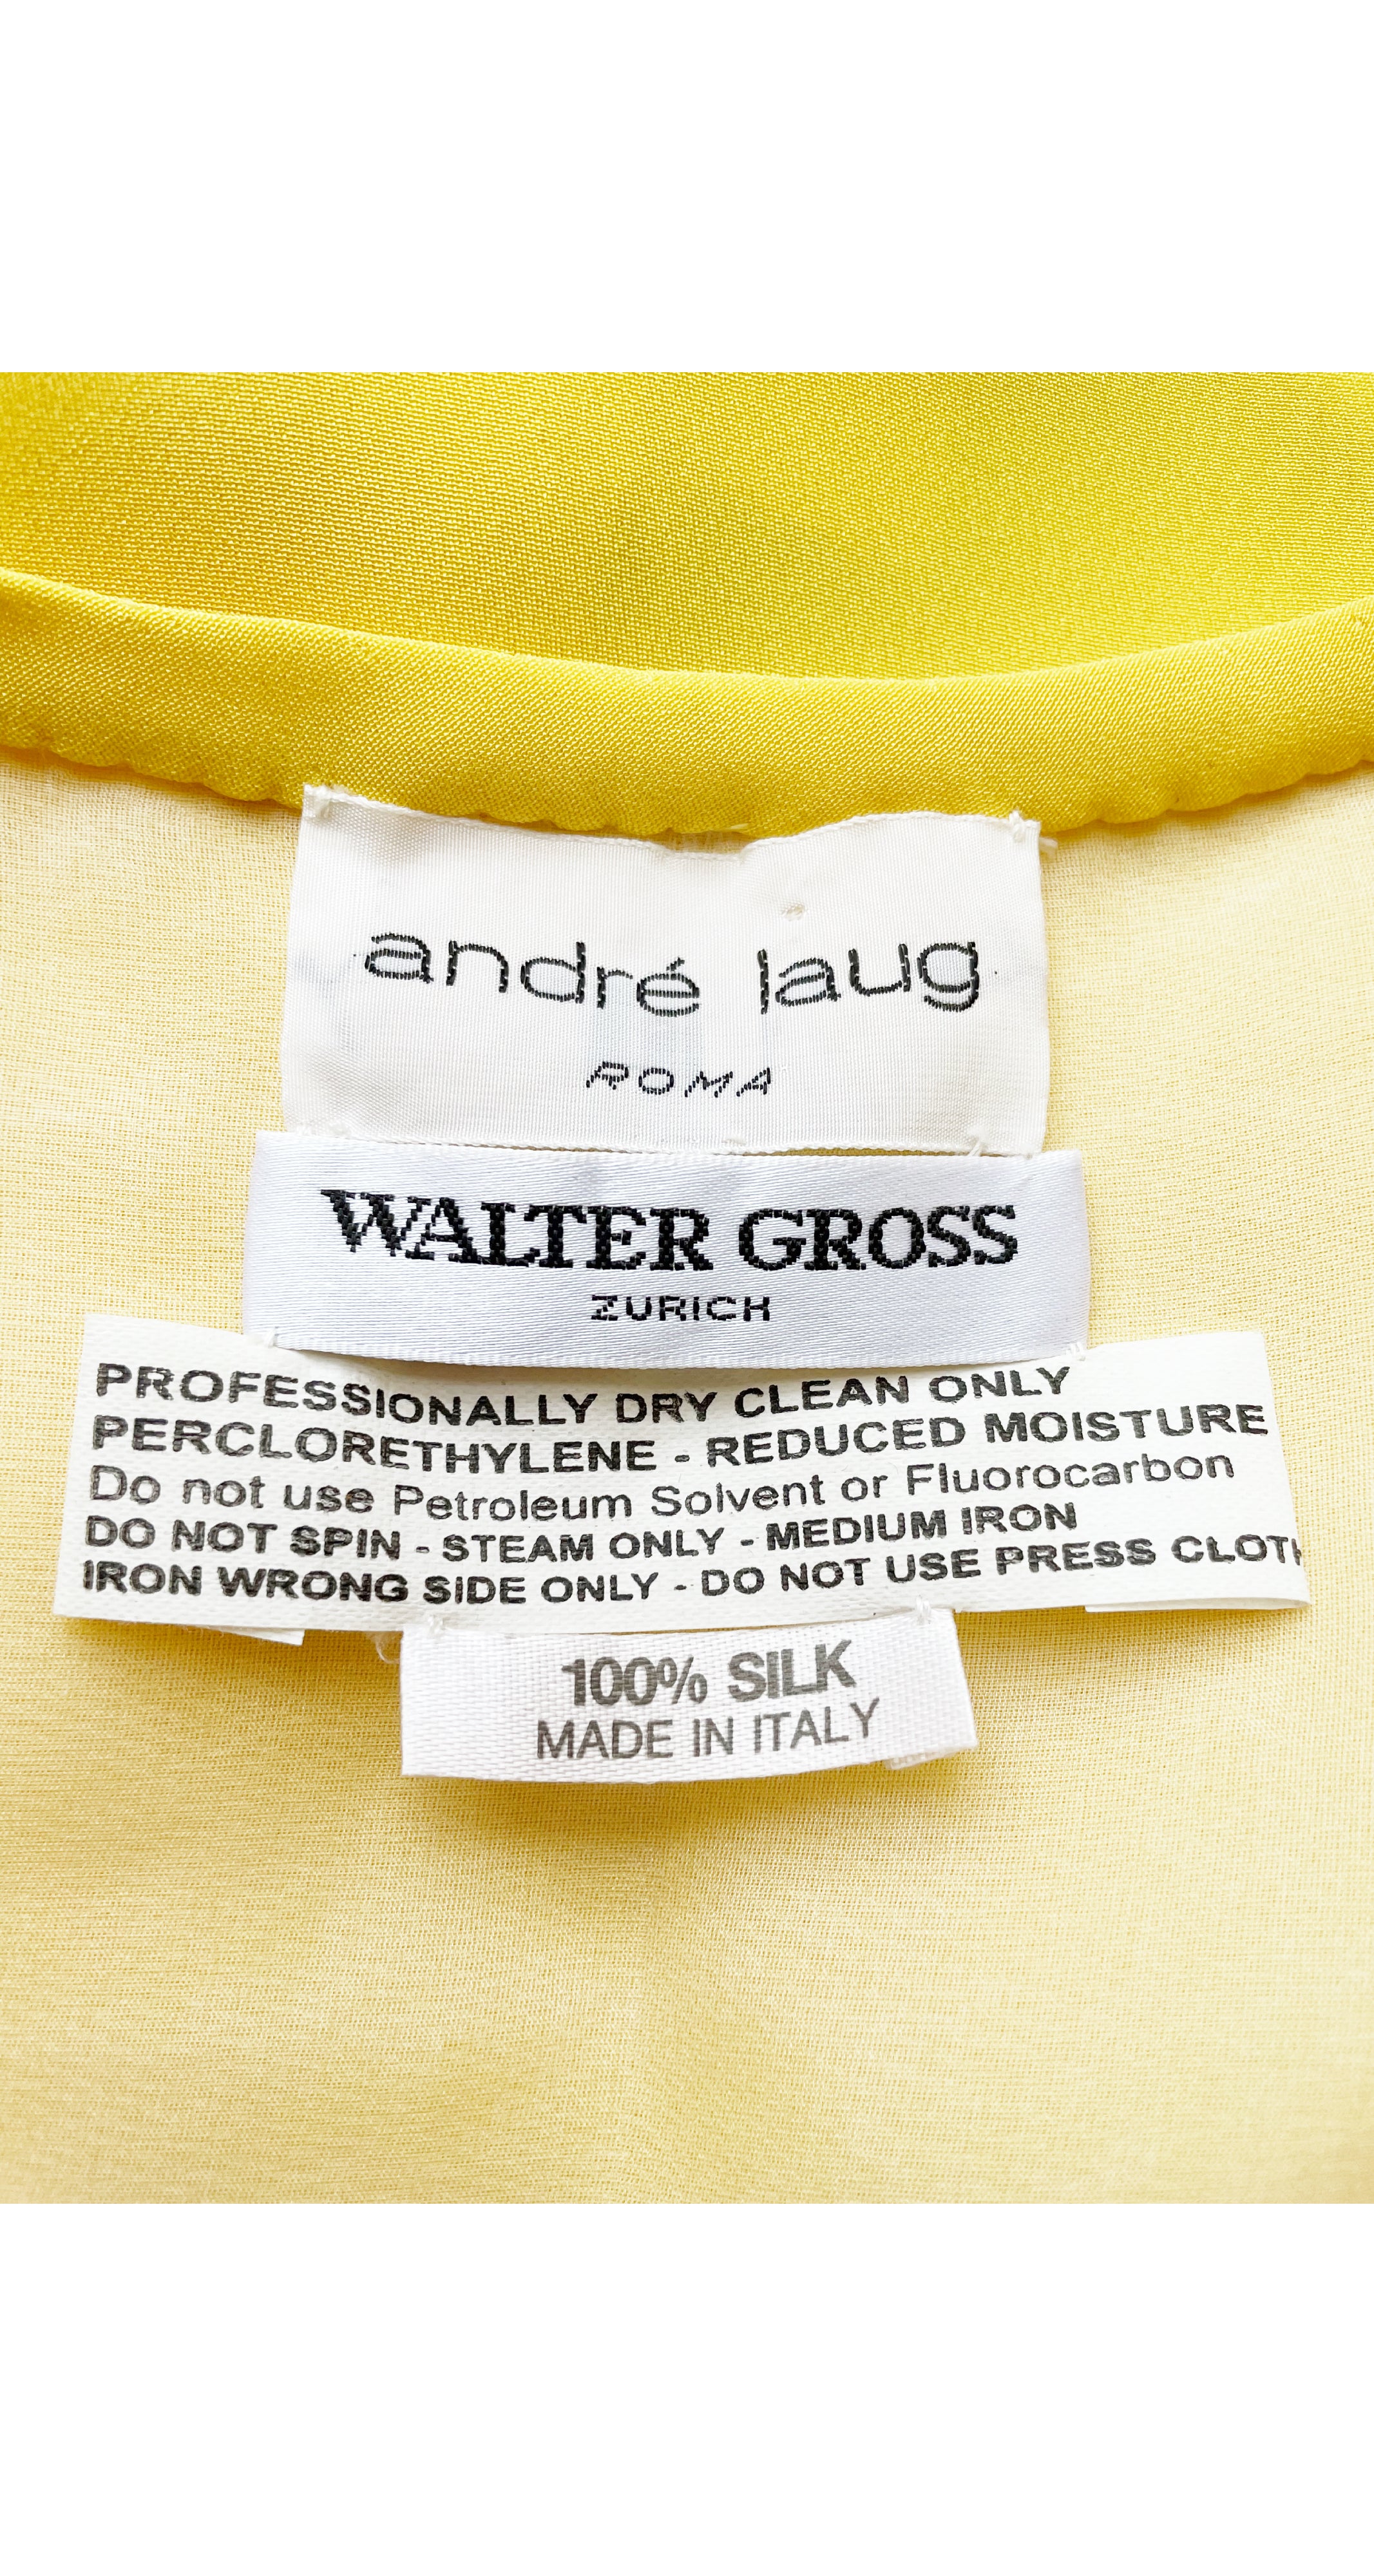 andré laug
ROMA
WALTER GROSS
ZURICH
PROFESSIONALLY DRY CLEAN ONLY
PERCLORETHYLENE - REDUCED MOISTURE
Do not use Petroleum Solvent or Fluorocarbon
DO NOT SPIN - STEAM ONLY - MEDIUM IRON
IRON WRONG SIDE ONLY - DO NOT USE PRESS CLOTH
100% SILK
MADE IN ITALY